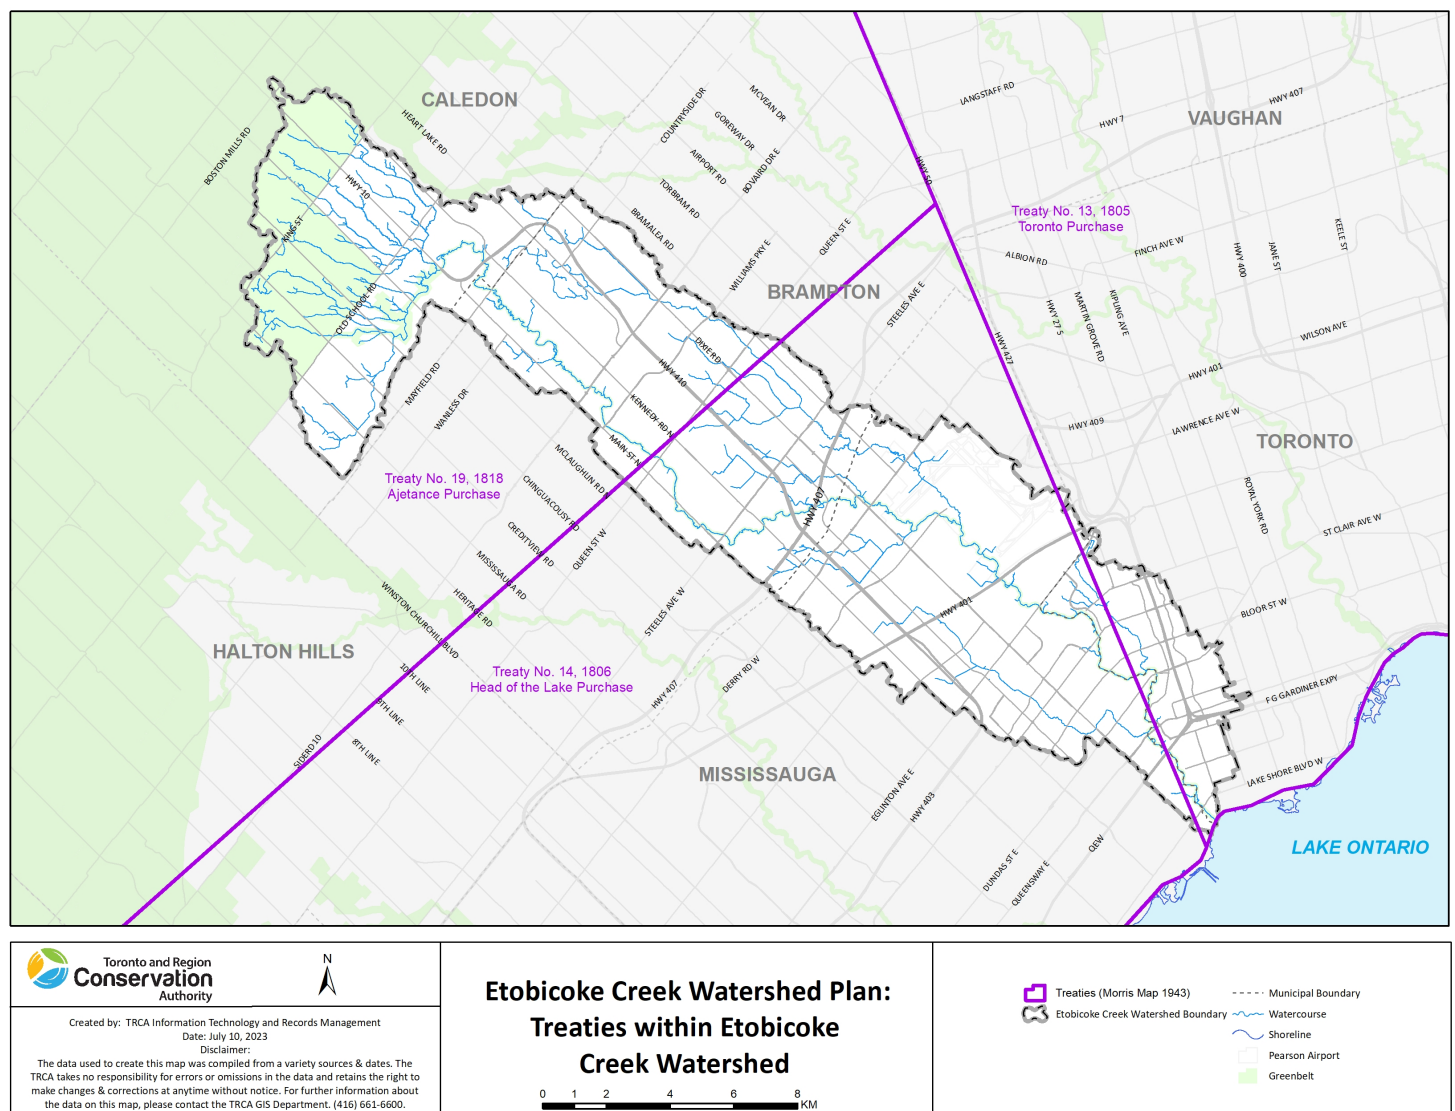 CALEDON
VAUGHAN
BRAMPTON
TORONTO
HALTON HILLS
MISSISSAUGA
LAKE ONTARIO
Treaty No. 13, 1805
Toronto Purchase
Treaty No. 19, 1818
Ajetance Purchase
Treaty No. 14, 1806
Head of the Lake Purchase
BOSTON MILLS RD
HEART LAKE RD
HWY 10
KING ST
OLD SCHOOL RD
MAYFIELD RD
WANLESS DR
COUNTRYSIDE DR
MCVEAN DR
GOREWAY DR
AIRPORT RD
BOVAIRD DR E
TORBRAM RD
BRAMALEA RD
WILLIAMS PKY E
QUEEN ST E
LANGSTAFF RD
HWY 7
HWY 407
HWY 50
ALBION RD
FINCH AVE W
HWY 400
JANE ST
KEELE ST
STEELES AVE E
HWY 27 S
MARTIN GROVE RD
KIPLING AVE
WILSON AVE
HWY 427
HWY 401
HWY 409
LAWRENCE AVE W
DIXIE RD
HWY 410
KENNEDY RD N
MAIN ST N
MCLAUGHLIN RD
CHINGUACOUSY RD
CREDITVIEW RD
QUEEN ST W
MISSISSAUGA RD
HERITAGE RD
WINSTON CHURCHILL BLVD
10TH LINE
9TH LINE
8TH LINE
SIDERD 10
STEELES AVE W
HWY 407
HWY 407
DERRY RD W
HWY 401
ROYAL YORK RD
ST CLAIR AVE W
BLOOR ST W
F G GARDINER EXPY
LAKE SHORE BLVD W
EGLINTON AVE E
HWY 403
DUNDAS ST E
QUEENSWAY E
QEW
Toronto and Region
Conservation
Authority
N
Created by: TRCA Information Technology and Records Management
Date: July 10, 2023
Disclaimer:
The data used to create this map was compiled from a variety sources & dates. The
TRCA takes no responsibility for errors or omissions in the data and retains the right to
make changes & corrections at anytime without notice. For further information about
the data on this map, please contact the TRCA GIS Department. (416) 661-6600.
Etobicoke Creek Watershed Plan:
Treaties within Etobicoke
Creek Watershed
0 1 2 4 6 8
KM
Treaties (Morris Map 1943)
Etobicoke Creek Watershed Boundary
Municipal Boundary
Watercourse
Shoreline
Pearson Airport
Greenbelt